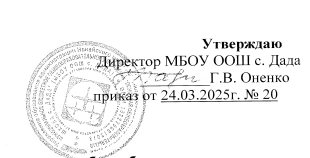 Утверждаю
Директор МБОУ ООШ с. Дада
Г.В. Оненко
приказ от 24.03.2025г. № 20